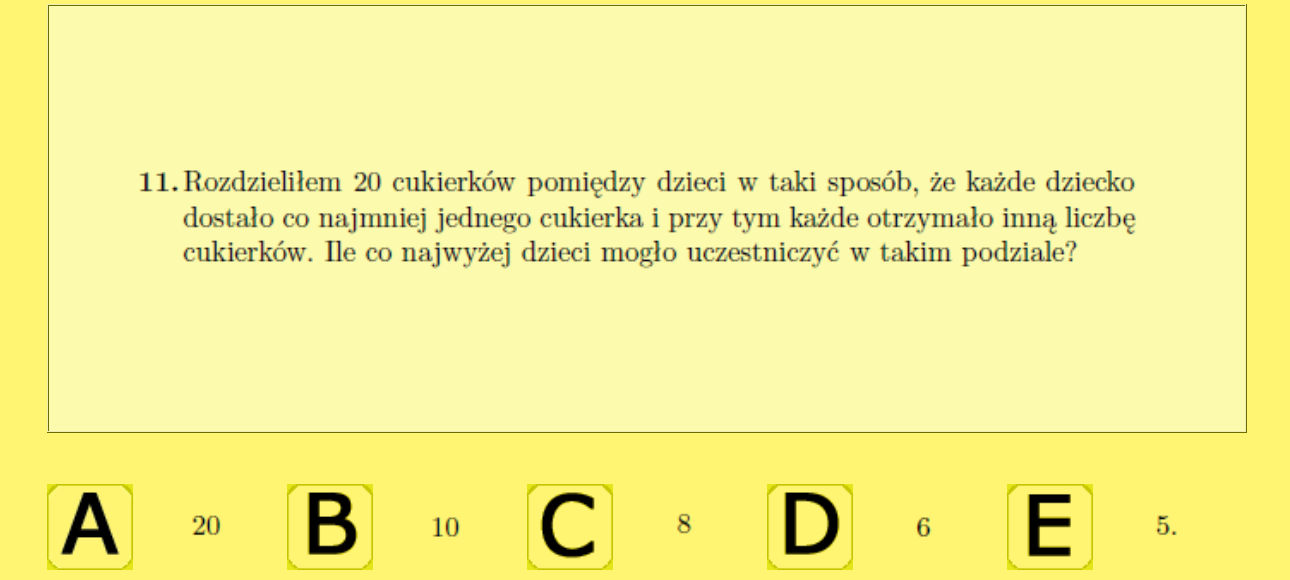 11. Rozdzieliłem 20 cukierków pomiędzy dzieci w taki sposób, że każde dziecko
dostało co najmniej jednego cukierka i przy tym każde otrzymało inną liczbę
cukierków. Ile co najwyżej dzieci mogło uczestniczyć w takim podziale?
A 20 B 10 C 8 D 6 E 5.